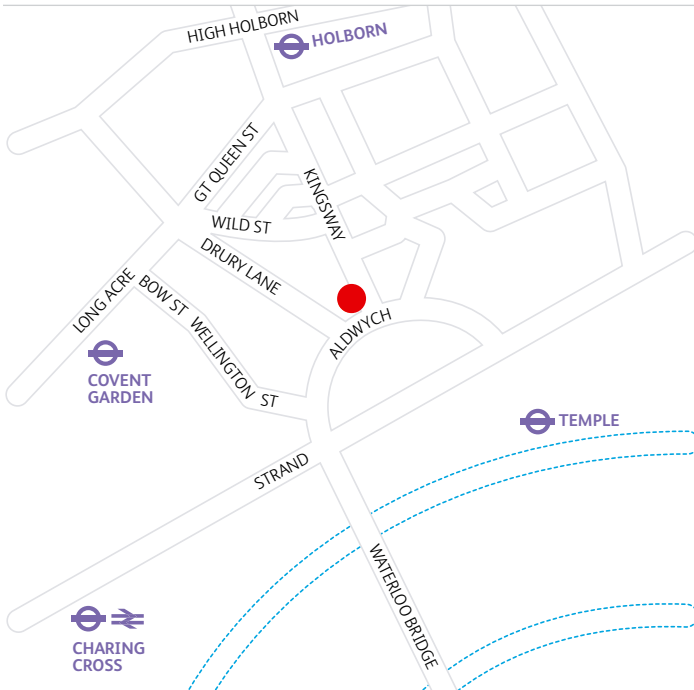 HIGH HOLBORN
HOLBORN
GT QUEEN ST
KINGSWAY
WILD ST
DRURY LANE
LONG ACRE
BOW ST
WELLINGTON ST
ALDWYCH
COVENT
GARDEN
TEMPLE
STRAND
WATERLOO BRIDGE
CHARING
CROSS